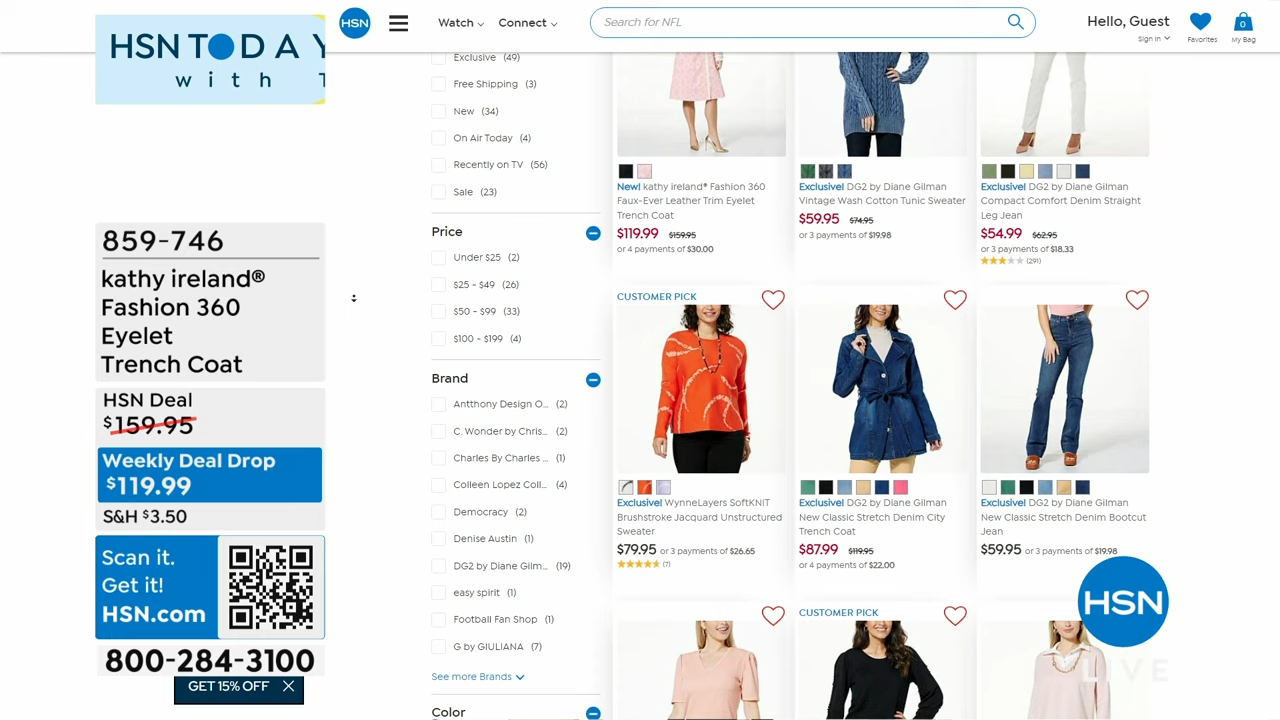 HSN TODAY
with
859-746
kathy ireland®
Fashion 360
Eyelet
Trench Coat
HSN Deal
$159.95
Weekly Deal Drop
$119.99
S&H $3.50
Scan it.
Get it!
HSN.com
800-284-3100
GET 15% OFF
HSN
Watch
Connect
Search for NFL
Hello, Guest
Sign in
Favorites
0
My Bag
Exclusive (49)
Free Shipping (3)
New (34)
On Air Today (4)
Recently on TV (56)
Sale (23)
Price
Under $25 (2)
$25 - $49 (26)
$50 - $99 (33)
$100 - $199 (4)
Brand
Antthony Design O... (2)
C. Wonder by Chris... (2)
Charles By Charles ... (1)
Colleen Lopez Coll... (4)
Democracy (2)
Denise Austin (1)
DG2 by Diane Gilm... (19)
easy spirit (1)
Football Fan Shop (1)
G by GIULIANA (7)
See more Brands
Color
New! kathy ireland® Fashion 360
Faux-Ever Leather Trim Eyelet
Trench Coat
$119.99 $159.95
or 4 payments of $30.00
Exclusive! DG2 by Diane Gilman
Vintage Wash Cotton Tunic Sweater
$59.95 $74.95
or 3 payments of $19.98
Exclusive! DG2 by Diane Gilman
Compact Comfort Denim Straight
Leg Jean
$54.99 $62.95
or 3 payments of $18.33
(291)
CUSTOMER PICK
Exclusive! WynneLayers SoftKNIT
Brushstroke Jacquard Unstructured
Sweater
$79.95 or 3 payments of $26.65
(7)
Exclusive! DG2 by Diane Gilman
New Classic Stretch Denim City
Trench Coat
$87.99 $119.95
or 4 payments of $22.00
Exclusive! DG2 by Diane Gilman
New Classic Stretch Denim Bootcut
Jean
$59.95 or 3 payments of $19.98
CUSTOMER PICK
HSN
LIVE